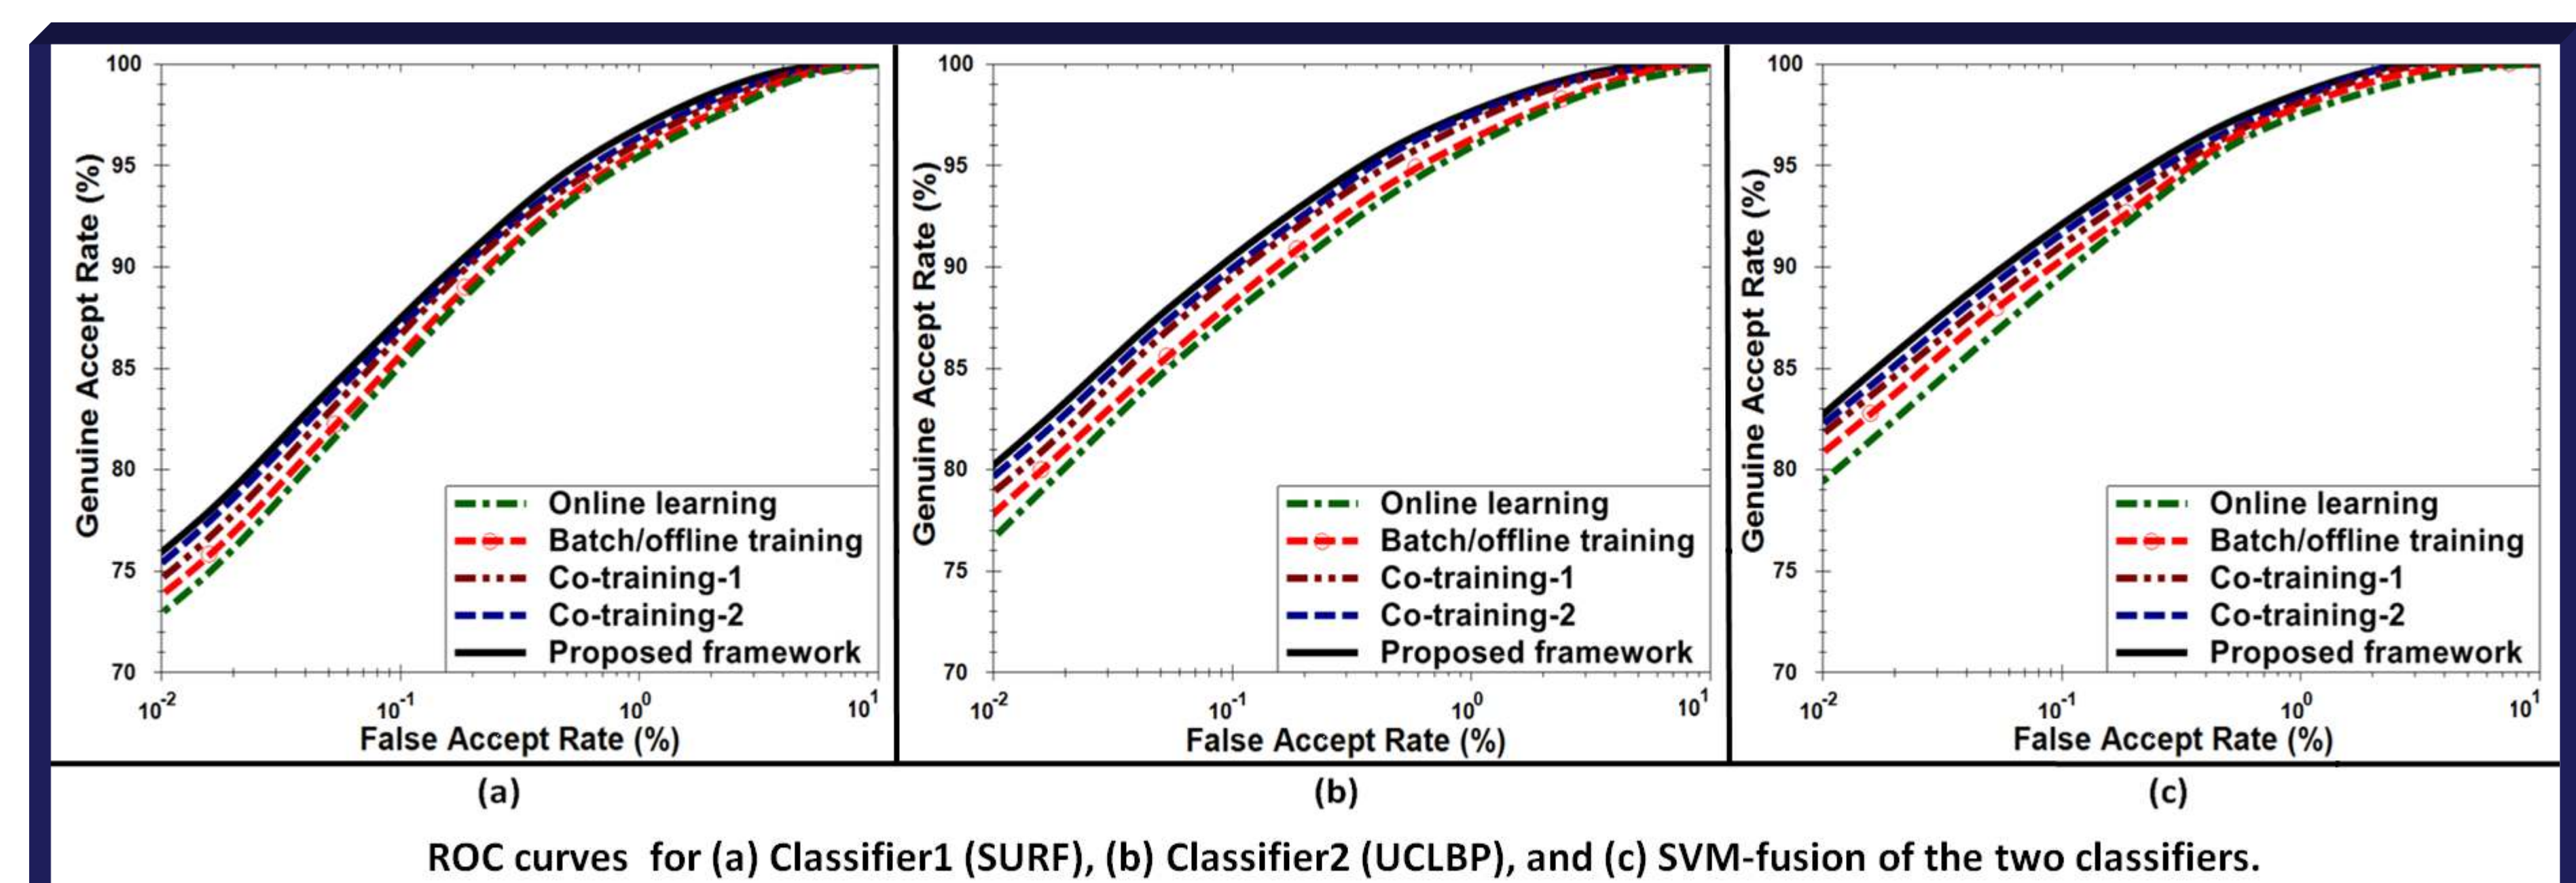 100
95
90
85
80
75
70
Genuine Accept Rate (%)
Online learning
Batch/offline training
Co-training-1
Co-training-2
Proposed framework
10-2
10-1
100
101
False Accept Rate (%)
(a)
100
95
90
85
80
75
70
Genuine Accept Rate (%)
Online learning
Batch/offline training
Co-training-1
Co-training-2
Proposed framework
10-2
10-1
100
101
False Accept Rate (%)
(b)
100
95
90
85
80
75
70
Genuine Accept Rate (%)
Online learning
Batch/offline training
Co-training-1
Co-training-2
Proposed framework
10-2
10-1
100
101
False Accept Rate (%)
(c)
ROC curves for (a) Classifier1 (SURF), (b) Classifier2 (UCLBP), and (c) SVM-fusion of the two classifiers.